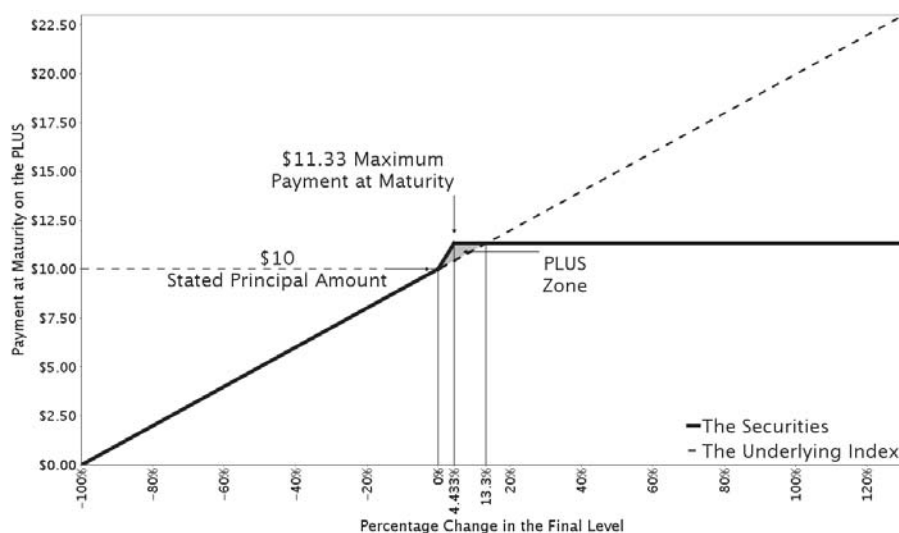 $22.50
$20.00
$17.50
$15.00
$12.50
$10.00
$7.50
$5.00
$2.50
$0.00
Payment at Maturity on the PLUS
$11.33 Maximum
Payment at Maturity
$10
Stated Principal Amount
PLUS
Zone
The Securities
The Underlying Index
-100%
-80%
-60%
-40%
-20%
0%
4.433%
13.3%
20%
40%
60%
80%
100%
120%
Percentage Change in the Final Level